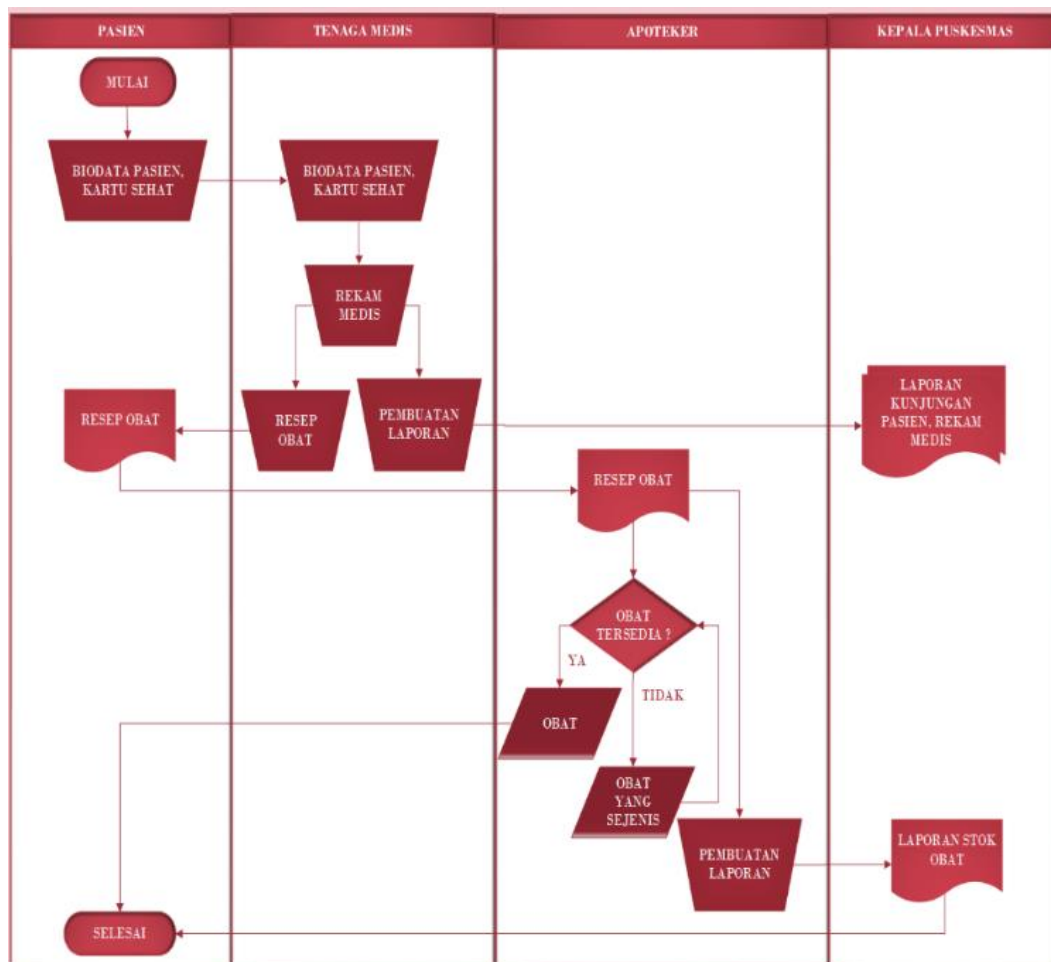 PASIEN
TENAGA MEDIS
APOTEKER
KEPALA PUSKESMAS
MULAI
BIODATA PASIEN,
KARTU SEHAT
BIODATA PASIEN,
KARTU SEHAT
REKAM
MEDIS
RESEP OBAT
RESEP
OBAT
PEMBUATAN
LAPORAN
LAPORAN
KUNJUNGAN
PASIEN, REKAM
MEDIS
RESEP OBAT
OBAT
TERSEDIA ?
YA
TIDAK
OBAT
OBAT
YANG
SEJENIS
PEMBUATAN
LAPORAN
LAPORAN STOK
OBAT
SELESAI